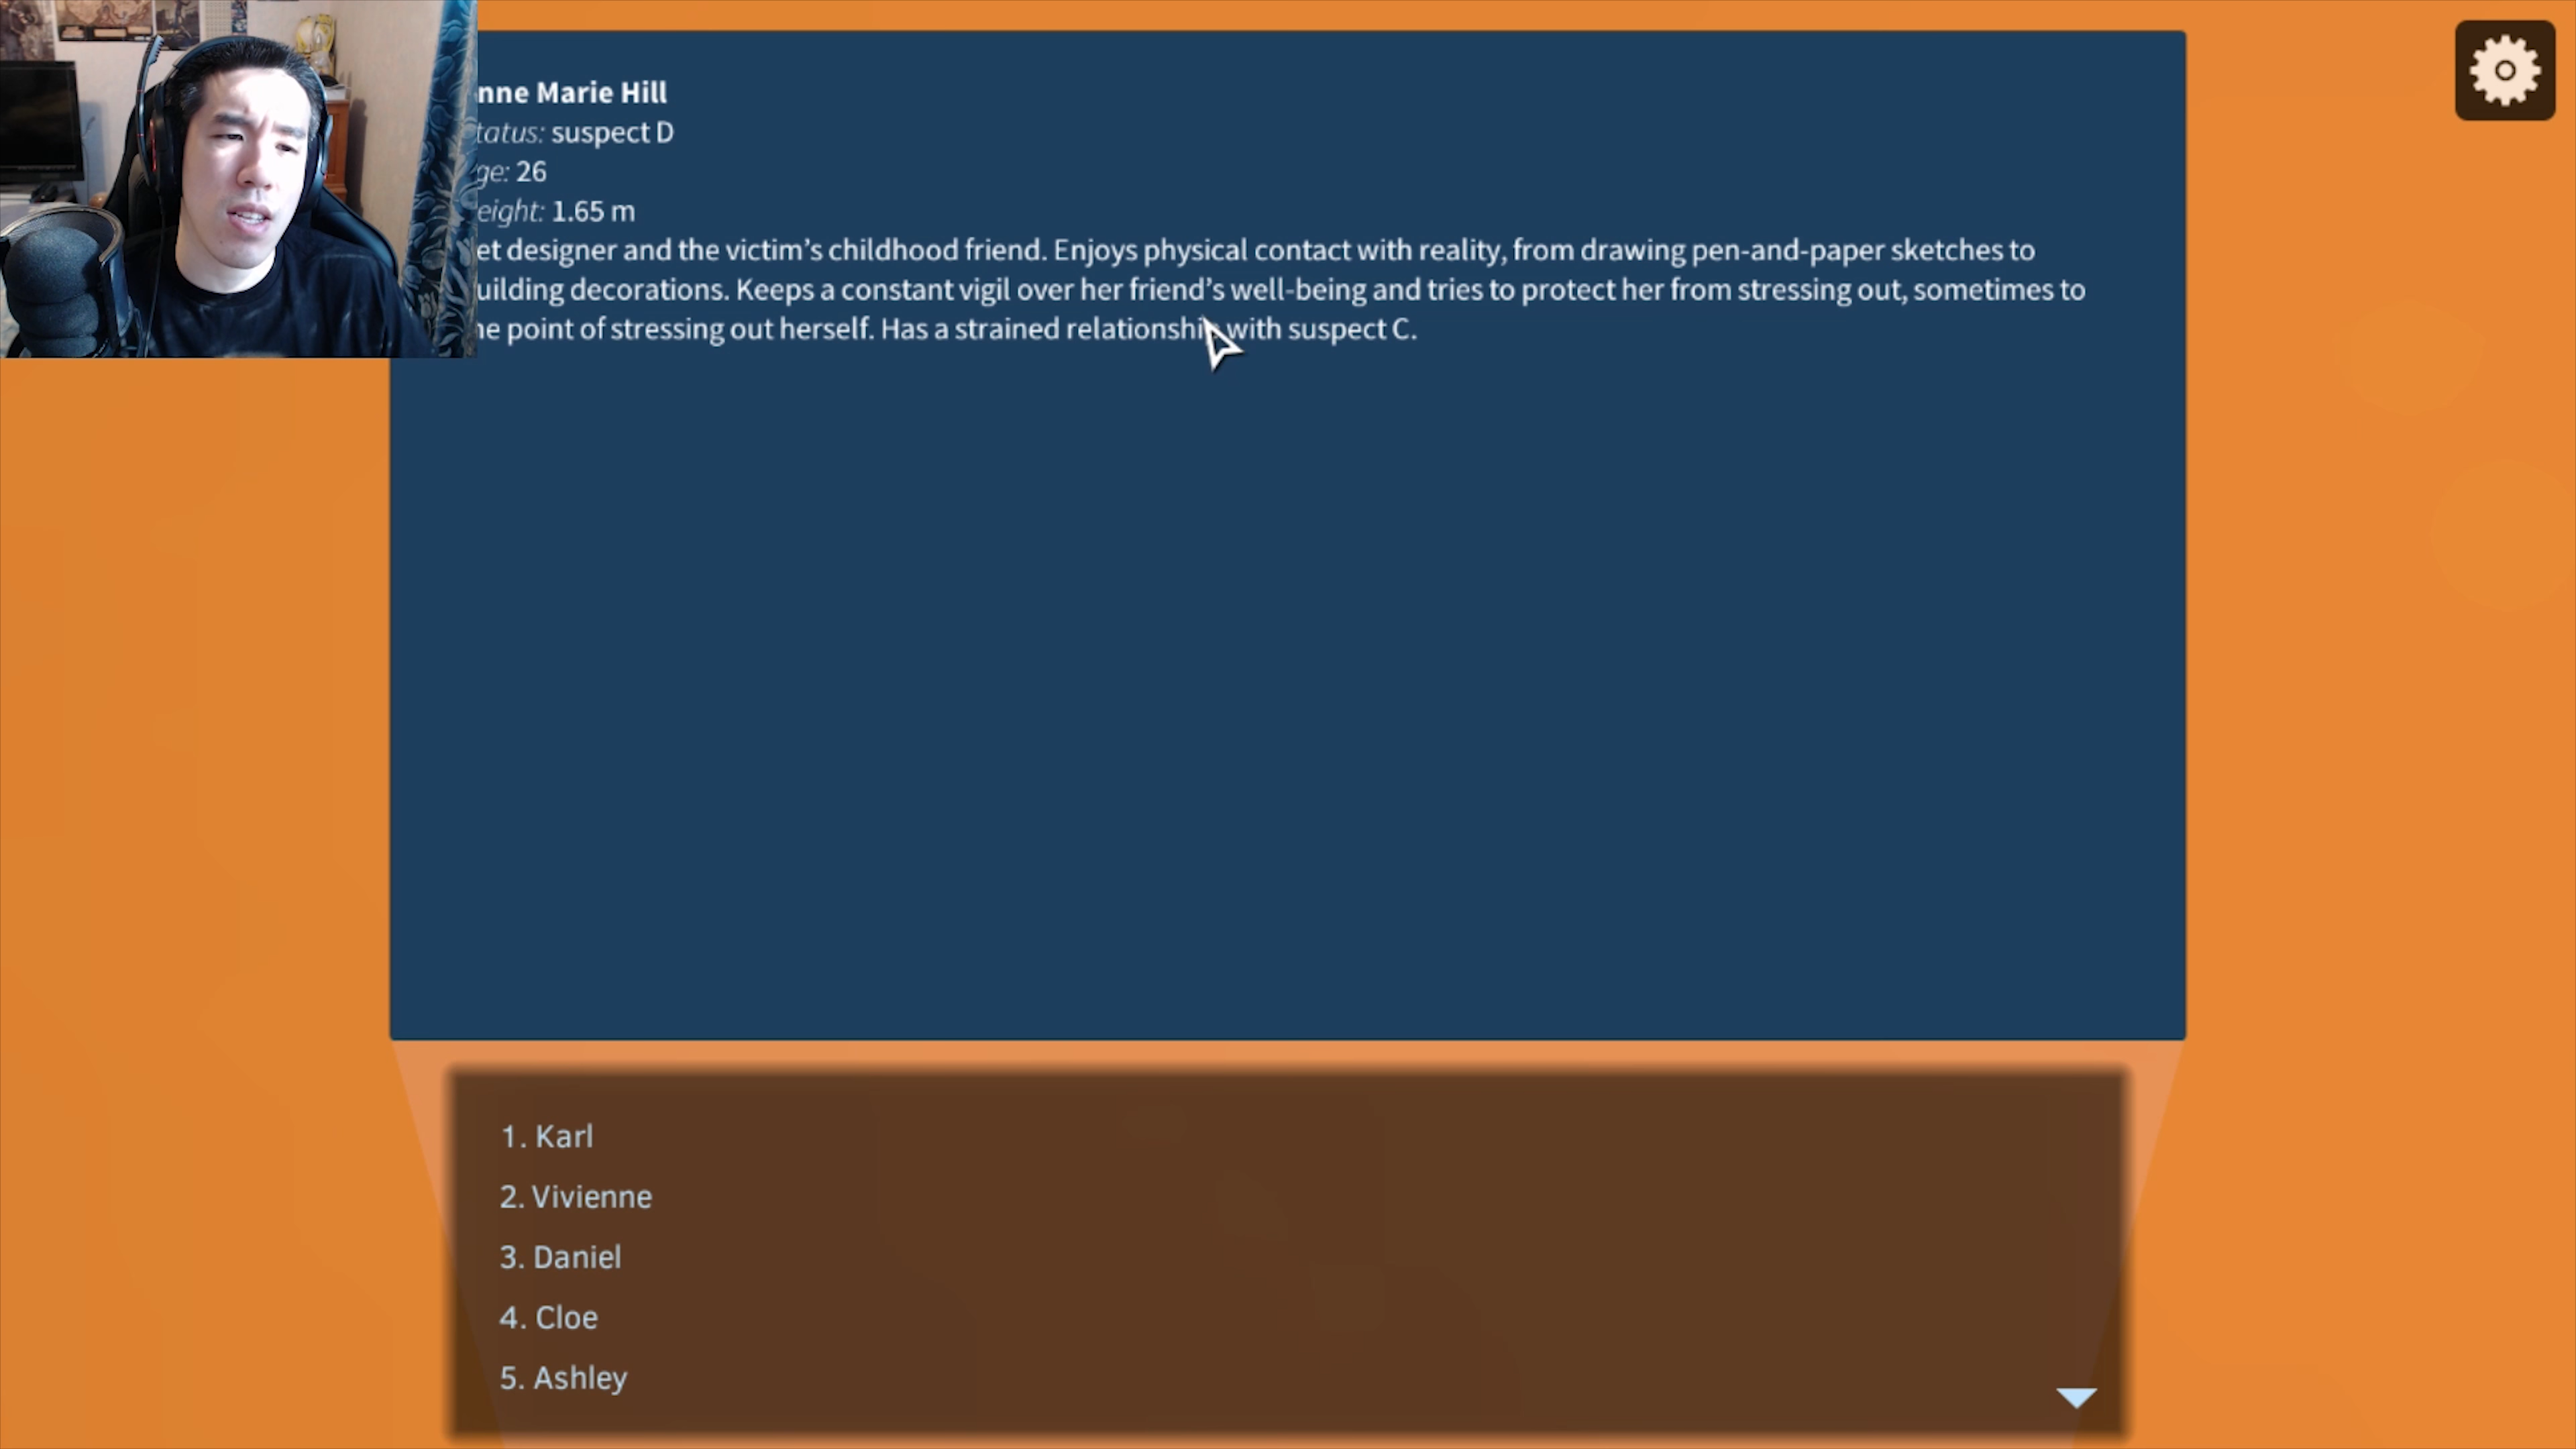 nne Marie Hill
tatus: suspect D
ge: 26
eight: 1.65 m
et designer and the victim's childhood friend. Enjoys physical contact with reality, from drawing pen-and-paper sketches to
uilding decorations. Keeps a constant vigil over her friend's well-being and tries to protect her from stressing out, sometimes to
he point of stressing out herself. Has a strained relationship with suspect C.
1. Karl
2. Vivienne
3. Daniel
4. Cloe
5. Ashley